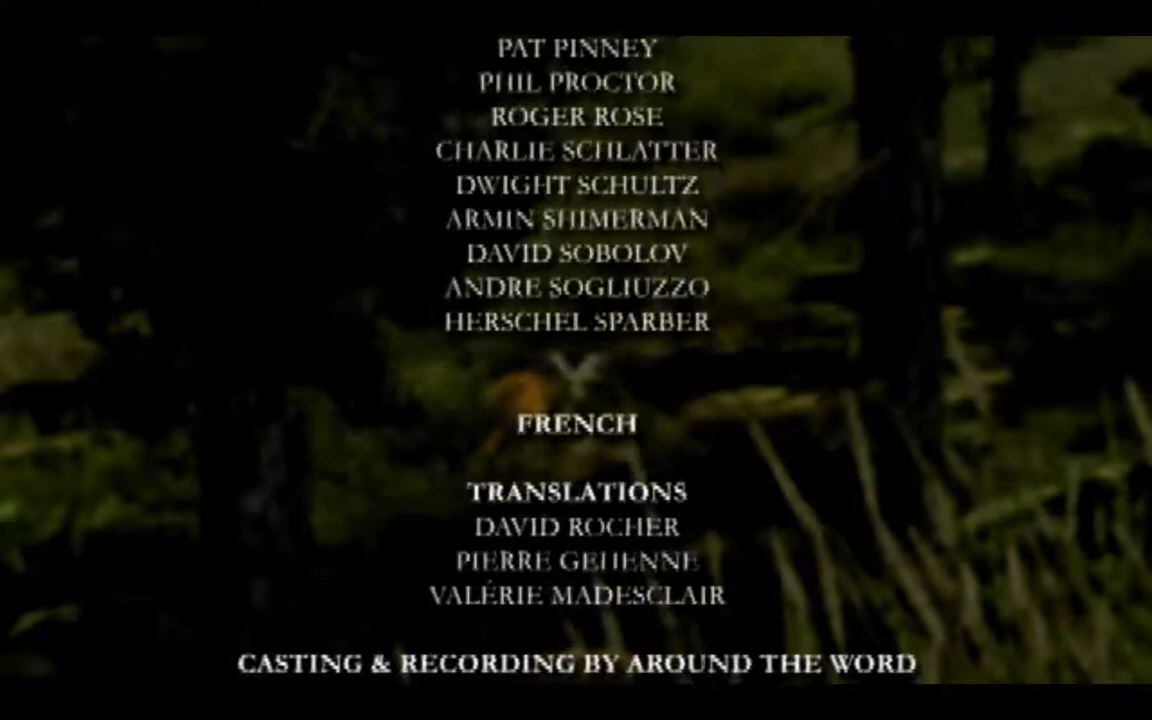 PAT PINNEY
PHIL PROCTOR
ROGER ROSE
CHARLIE SCHLATTER
DWIGHT SCHULTZ
ARMIN SHIMERMAN
DAVID SOBOLOV
ANDRE SOGLIUZZO
HERSCHEL SPARBER
FRENCH
TRANSLATIONS
DAVID ROCHER
PIERRE GEHENNE
VALÉRIE MADESCLAIR
CASTING & RECORDING BY AROUND THE WORD